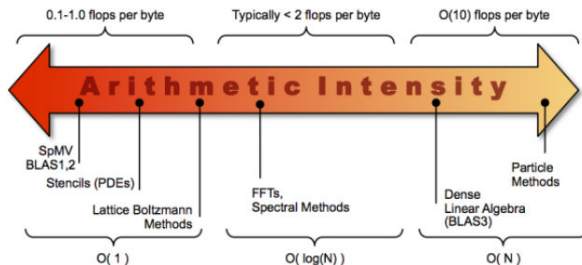 0.1-1.0 flops per byte
Typically < 2 flops per byte
O(10) flops per byte
Arithmetic Intensity
SpMV
BLAS1,2
Stencils (PDEs)
Lattice Boltzmann
Methods
FFTs,
Spectral Methods
Dense
Linear Algebra
(BLAS3)
Particle
Methods
O( 1 )
O( log(N) )
O( N )